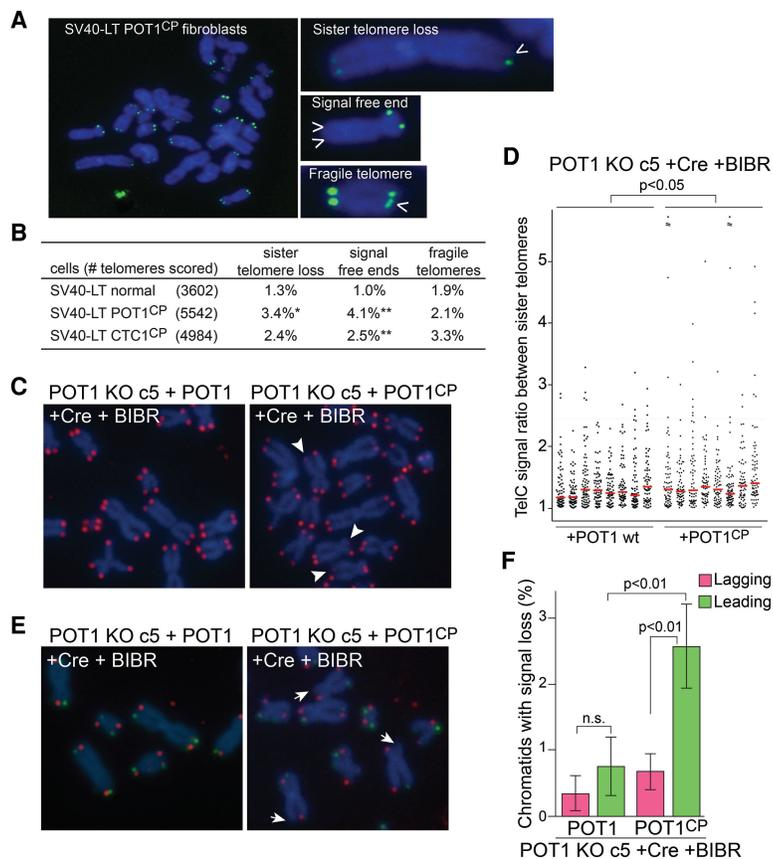 A
SV40-LT POT1CP fibroblasts
Sister telomere loss
Signal free end
Fragile telomere
B
cells (# telomeres scored) sister telomere loss signal free ends fragile telomeres
SV40-LT normal (3602) 1.3% 1.0% 1.9%
SV40-LT POT1CP (5542) 3.4%* 4.1%** 2.1%
SV40-LT CTC1CP (4984) 2.4% 2.5%** 3.3%
C
POT1 KO c5 + POT1
+Cre + BIBR
POT1 KO c5 + POT1CP
+Cre + BIBR
D
POT1 KO c5 +Cre +BIBR
p<0.05
TelC signal ratio between sister telomeres
5
4
3
2
1
+POT1 wt
+POT1CP
E
POT1 KO c5 + POT1
+Cre + BIBR
POT1 KO c5 + POT1CP
+Cre + BIBR
F
Lagging
Leading
p<0.01
p<0.01
n.s.
Chromatids with signal loss (%)
3
2
1
0
POT1
POT1CP
POT1 KO c5 +Cre +BIBR